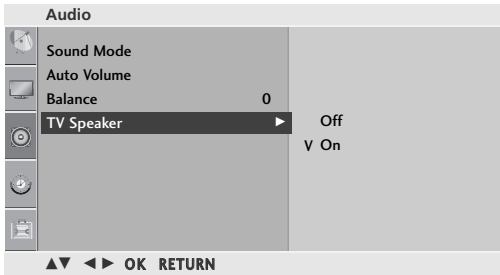 Audio
Sound Mode
Auto Volume
Balance 0
TV Speaker ►
Off
V On
▲▼ ◄ ► OK RETURN